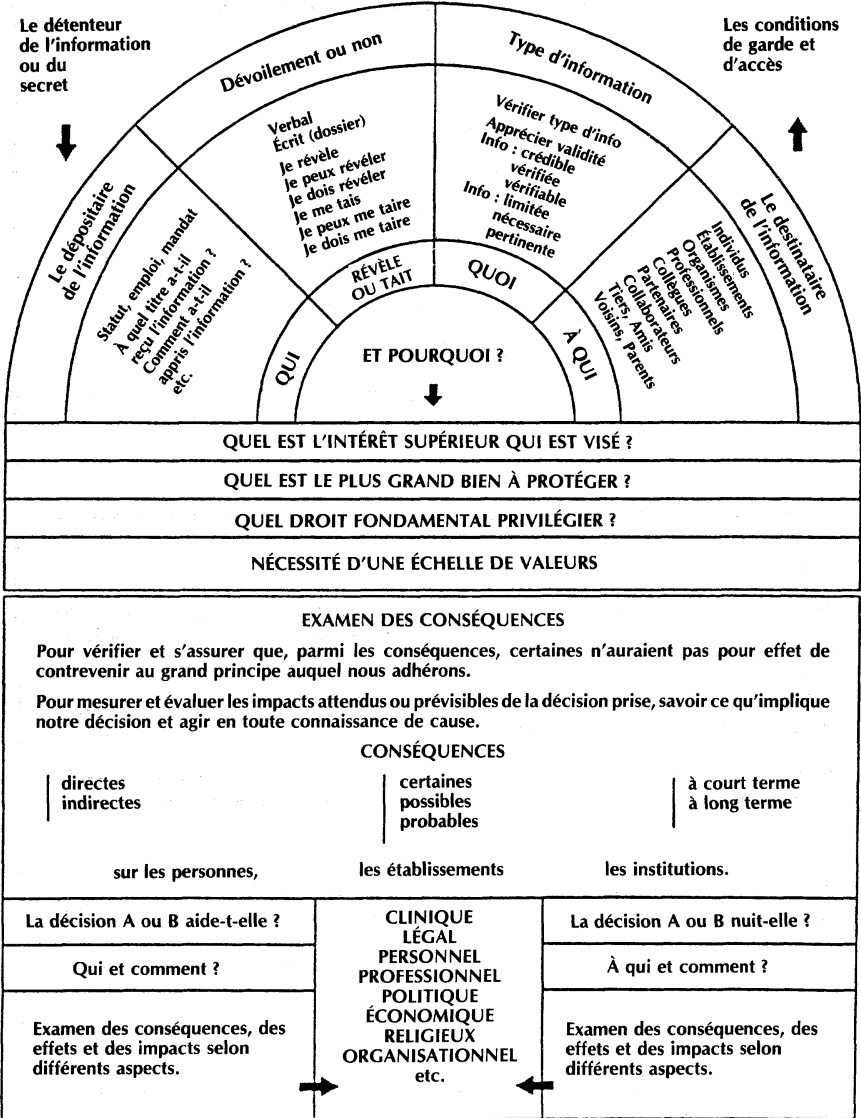 Le détenteur
de l'information
ou du
secret
Les conditions
de garde et
d'accès
Dévoilement ou non
Type d'information
Le dépositaire
de l'information
Le destinataire
de l'information
Statut, emploi, mandat
À quel titre a-t-il
reçu l'information ?
Comment a-t-il
appris l'information ?
etc.
Verbal
Écrit (dossier)
Je révèle
Je peux révéler
Je dois révéler
Je me tais
Je peux me taire
Je dois me taire
Vérifier type d'info
Apprécier validité
Info : crédible
vérifiée
vérifiable
Info : limitée
nécessaire
pertinente
Individus
Établissements
Organismes
Professionnels
Collègues
Partenaires
Collaborateurs
Tiers, Amis
Voisins, Parents
QUI
RÉVÈLE
OU TAIT
QUOI
À QUI
ET POURQUOI ?
QUEL EST L'INTÉRÊT SUPÉRIEUR QUI EST VISÉ ?
QUEL EST LE PLUS GRAND BIEN À PROTÉGER ?
QUEL DROIT FONDAMENTAL PRIVILÉGIER ?
NÉCESSITÉ D'UNE ÉCHELLE DE VALEURS
EXAMEN DES CONSÉQUENCES
Pour vérifier et s'assurer que, parmi les conséquences, certaines n'auraient pas pour effet de
contrevenir au grand principe auquel nous adhérons.
Pour mesurer et évaluer les impacts attendus ou prévisibles de la décision prise, savoir ce qu'implique
notre décision et agir en toute connaissance de cause.
CONSÉQUENCES
directes
indirectes
certaines
possibles
probables
à court terme
à long terme
sur les personnes, les établissements les institutions.
La décision A ou B aide-t-elle ?
Qui et comment ?
Examen des conséquences, des
effets et des impacts selon
différents aspects.
CLINIQUE
LÉGAL
PERSONNEL
PROFESSIONNEL
POLITIQUE
ÉCONOMIQUE
RELIGIEUX
ORGANISATIONNEL
etc.
La décision A ou B nuit-elle ?
À qui et comment ?
Examen des conséquences, des
effets et des impacts selon
différents aspects.